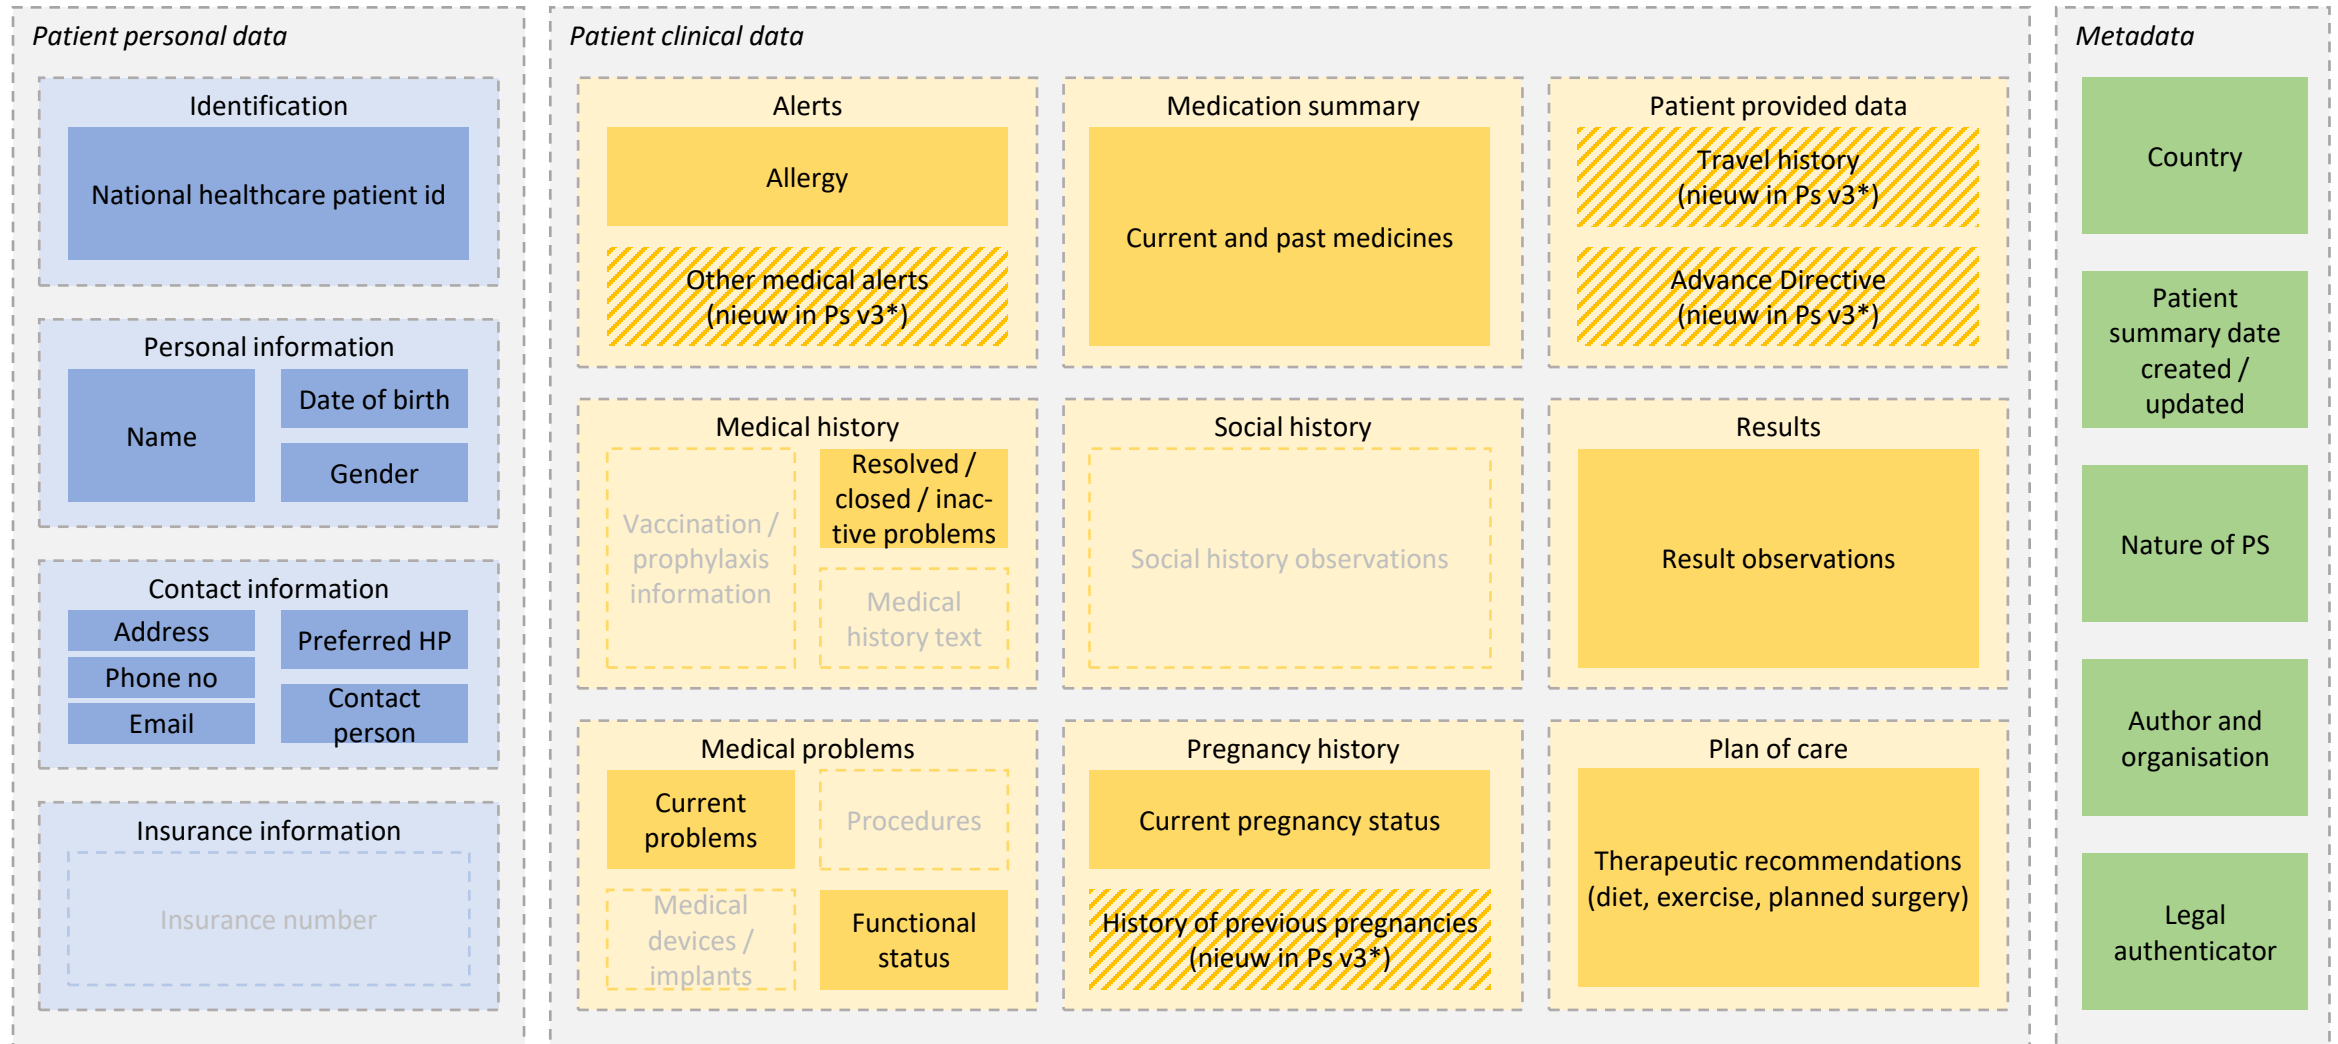 Patient personal data
Identification
National healthcare patient id
Personal information
Name
Date of birth
Gender
Contact information
Address
Phone no
Email
Preferred HP
Contact
person
Insurance information
Insurance number
Patient clinical data
Alerts
Allergy
Other medical alerts
(nieuw in Ps v3*)
Medication summary
Current and past medicines
Patient provided data
Travel history
(nieuw in Ps v3*)
Advance Directive
(nieuw in Ps v3*)
Medical history
Vaccination /
prophylaxis
information
Resolved /
closed / inac-
tive problems
Medical
history text
Social history
Social history observations
Results
Result observations
Medical problems
Current
problems
Procedures
Medical
devices /
implants
Functional
status
Pregnancy history
Current pregnancy status
History of previous pregnancies
(nieuw in Ps v3*)
Plan of care
Therapeutic recommendations
(diet, exercise, planned surgery)
Metadata
Country
Patient
summary date
created /
updated
Nature of PS
Author and
organisation
Legal
authenticator